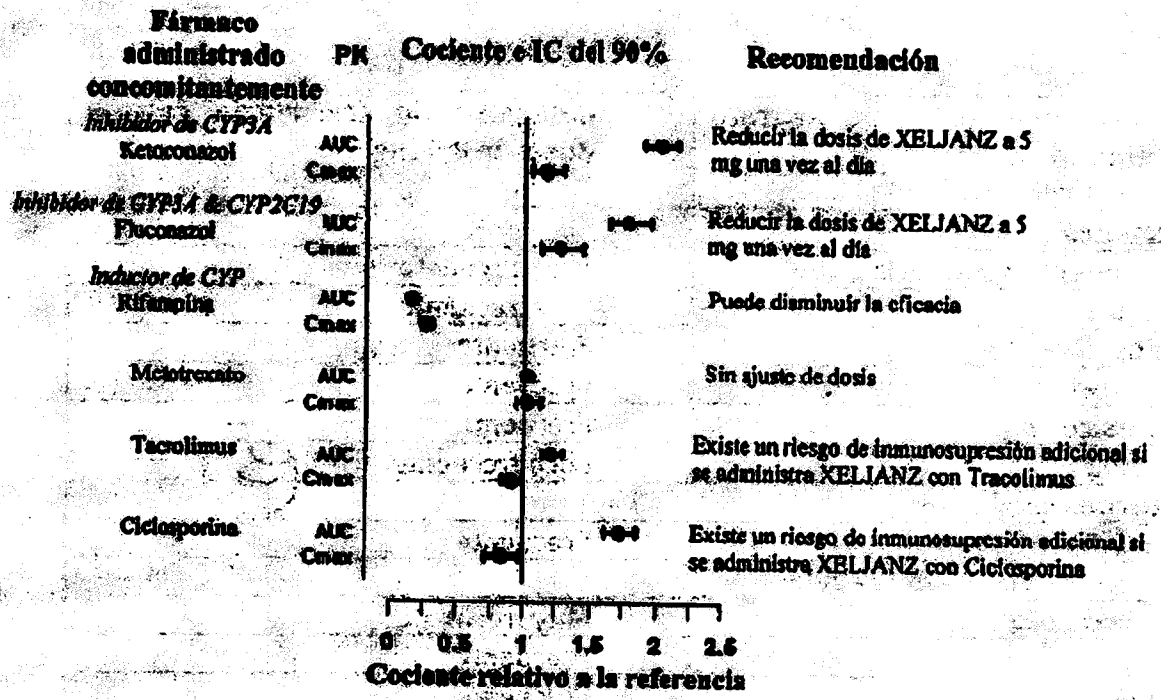 Fármaco
administrado
concomitantemente
PK
Cociente e IC del 90%
Recomendación
Inhibidor de CYP3A
Ketoconazol
AUC
Cmax
Reducir la dosis de XELJANZ a 5
mg una vez al día
Inhibidor de CYP3A & CYP2C19
Fluconazol
AUC
Cmax
Reducir la dosis de XELJANZ a 5
mg una vez al día
Inductor de CYP
Rifampina
AUC
Cmax
Puede disminuir la eficacia
Metotrexato
AUC
Cmax
Sin ajuste de dosis
Tacrolimus
AUC
Cmax
Existe un riesgo de inmunosupresión adicional si
se administra XELJANZ con Tracolimus
Ciclosporina
AUC
Cmax
Existe un riesgo de inmunosupresión adicional si
se administra XELJANZ con Ciclosporina
0 0.5 1 1.5 2 2.5
Cociente relativo a la referencia